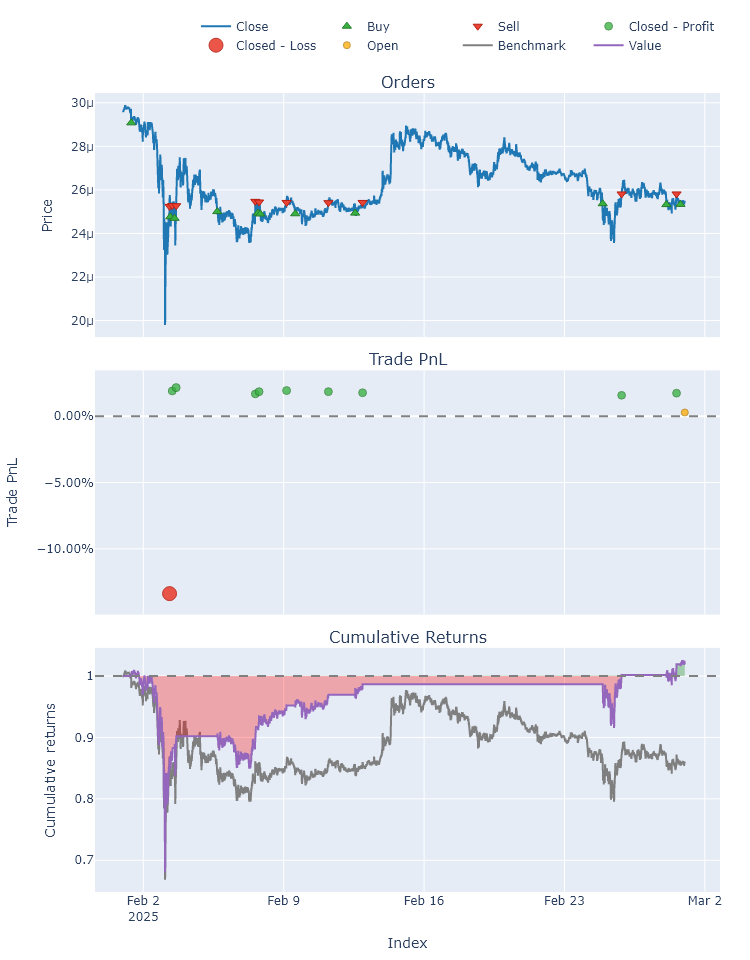 Close Buy Sell Closed - Profit
Closed - Loss Open Benchmark Value
Orders
30μ
28μ
26μ
24μ
22μ
20μ
Price
Trade PnL
0.00%
−5.00%
−10.00%
Trade PnL
Cumulative Returns
1
0.9
0.8
0.7
Cumulative returns
Feb 2 Feb 9 Feb 16 Feb 23 Mar 2
2025
Index